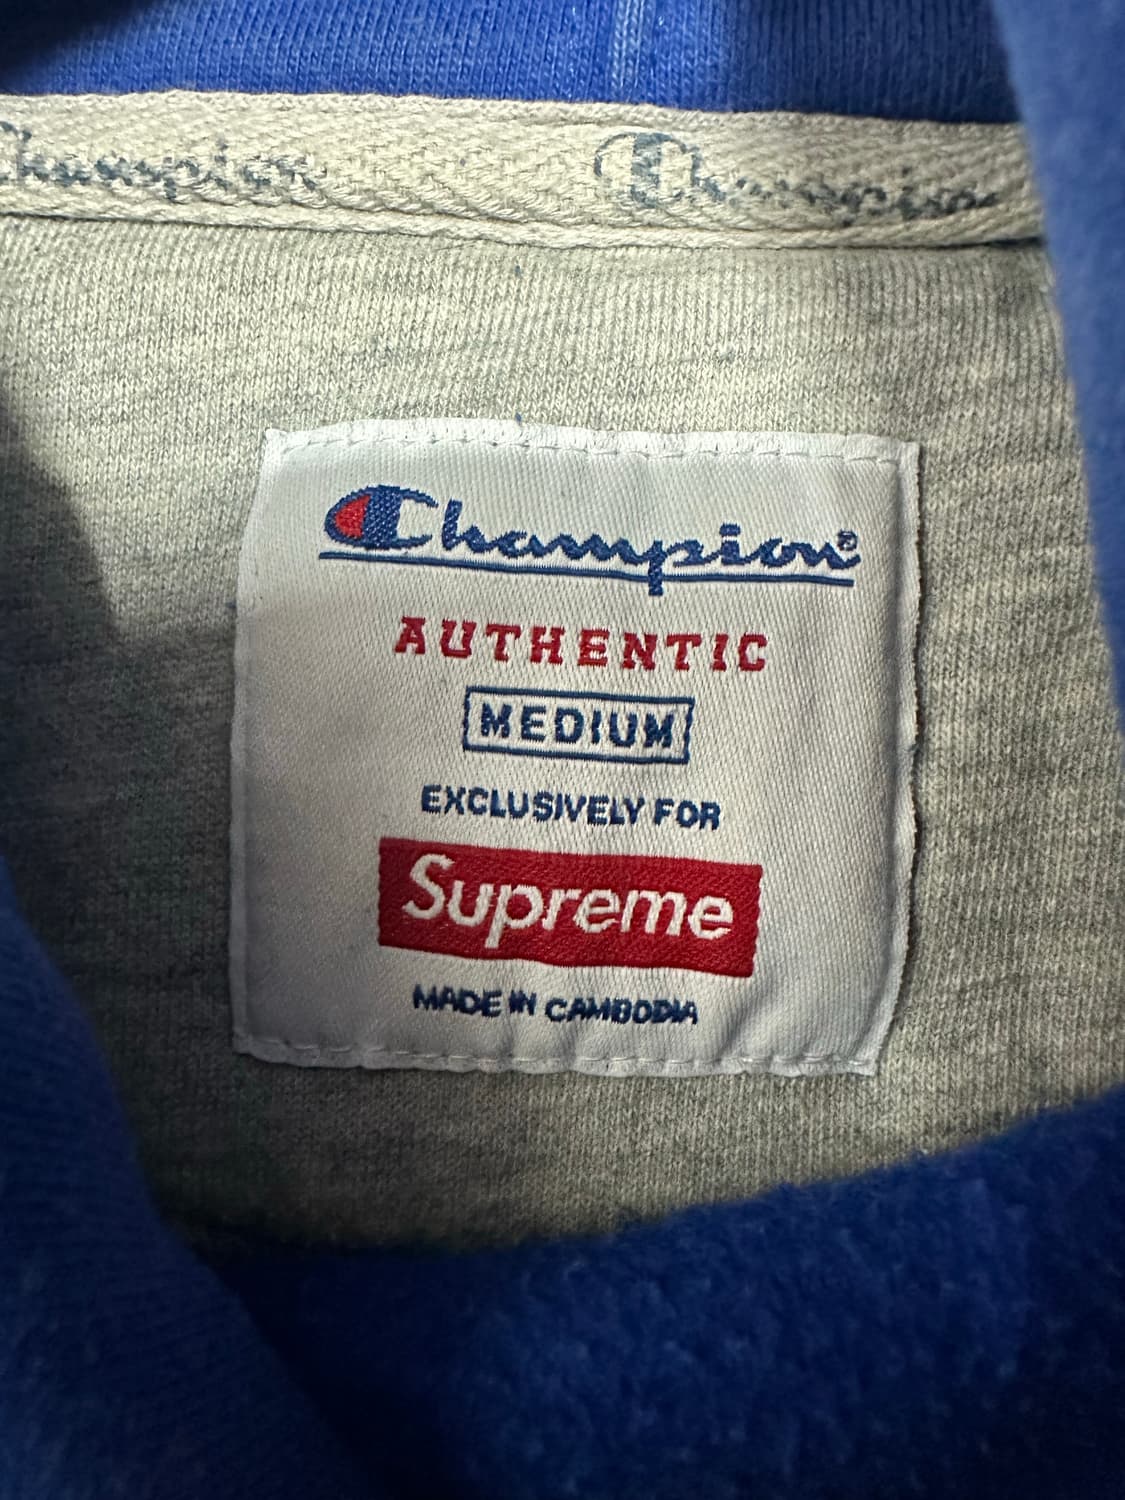 Champion Champion
Champion®
AUTHENTIC
MEDIUM
EXCLUSIVELY FOR
Supreme
MADE IN CAMBODIA